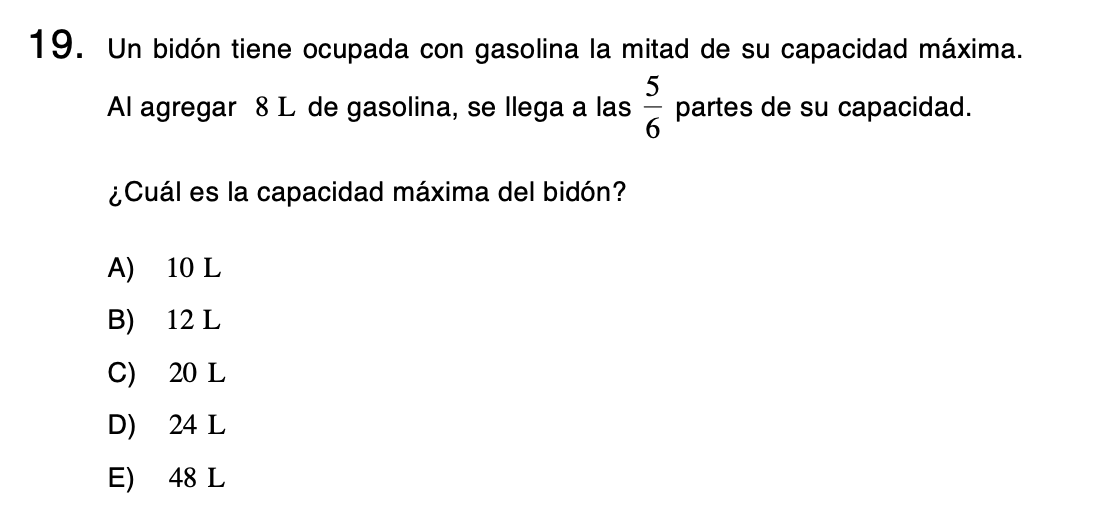 19. Un bidón tiene ocupada con gasolina la mitad de su capacidad máxima.
Al agregar 8 L de gasolina, se llega a las 5/6 partes de su capacidad.
¿Cuál es la capacidad máxima del bidón?
A) 10 L
B) 12 L
C) 20 L
D) 24 L
E) 48 L